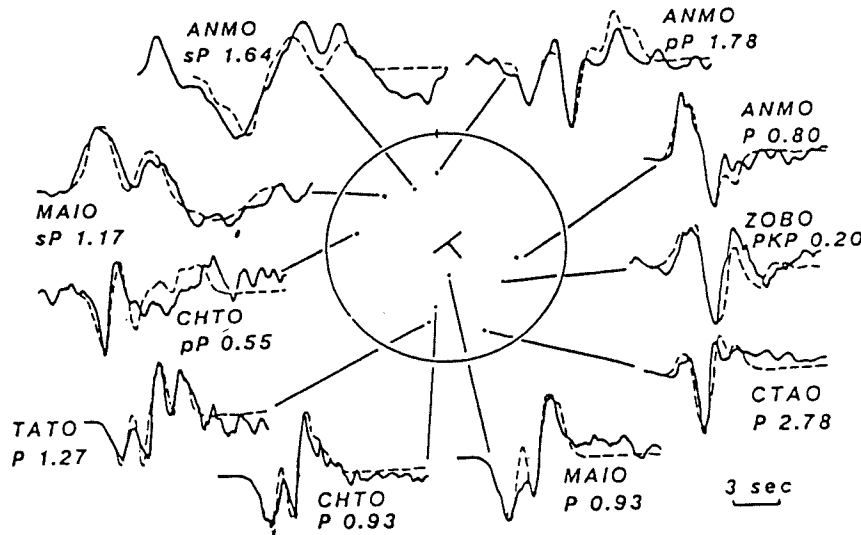 ANMO
sP 1.64
ANMO
pP 1.78
ANMO
P 0.80
MAIO
sP 1.17
ZOBO
PKP 0.20
CHTO
pP 0.55
CTAO
P 2.78
TATO
P 1.27
CHTO
P 0.93
MAIO
P 0.93
3 sec